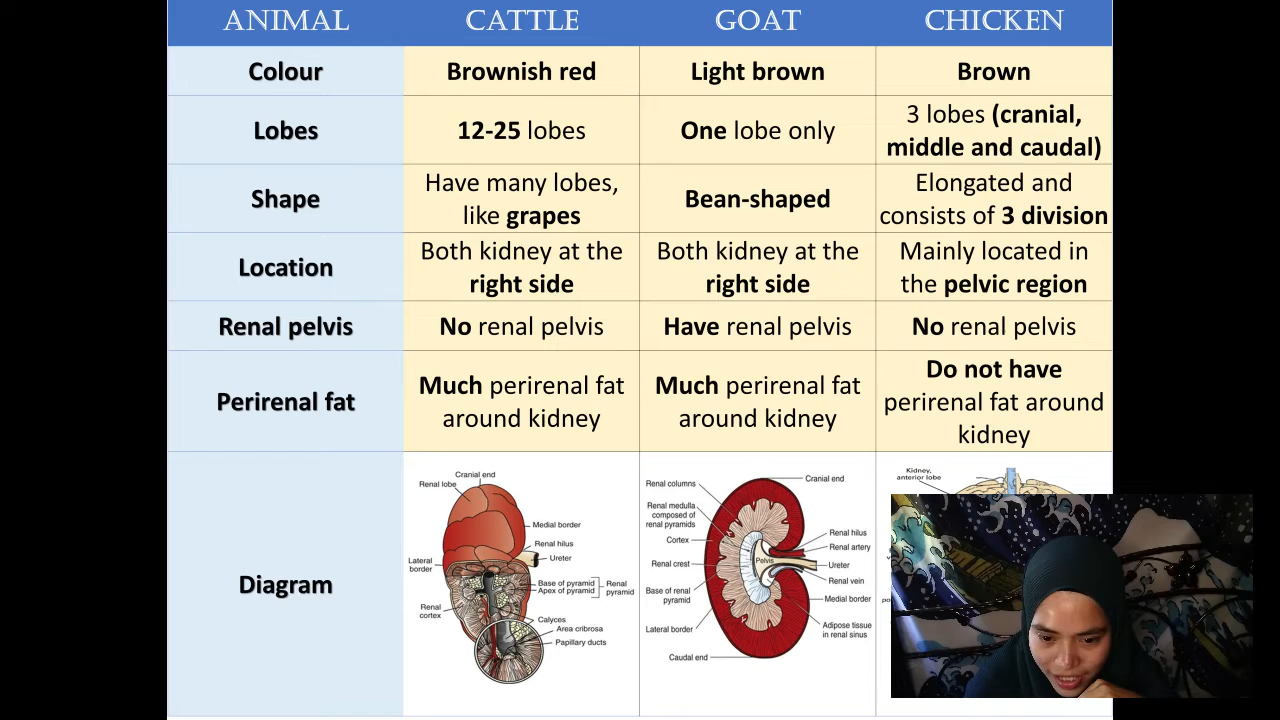 ANIMAL CATTLE GOAT CHICKEN
Colour Brownish red Light brown Brown
Lobes 12-25 lobes One lobe only 3 lobes (cranial,
middle and caudal)
Shape Have many lobes,
like grapes
Bean-shaped
Elongated and
consists of 3 division
Location Both kidney at the
right side
Both kidney at the
right side
Mainly located in
the pelvic region
Renal pelvis No renal pelvis Have renal pelvis No renal pelvis
Perirenal fat Much perirenal fat
around kidney
Much perirenal fat
around kidney
Do not have
perirenal fat around
kidney
Diagram
Cranial end
Renal lobe
Medial border
Renal hilus
Ureter
Lateral
border
Base of pyramid
Apex of pyramid
Renal
pyramid
Renal
cortex
Calyces
Area cribrosa
Papillary ducts
Renal columns
Cranial end
Renal medulla
composed of
renal pyramids
Renal hilus
Cortex
Renal artery
Renal crest
Pelvis
Ureter
Renal vein
Base of renal
pyramid
Medial border
Lateral border
Adipose tissue
in renal sinus
Caudal end
Kidney,
anterior lobe